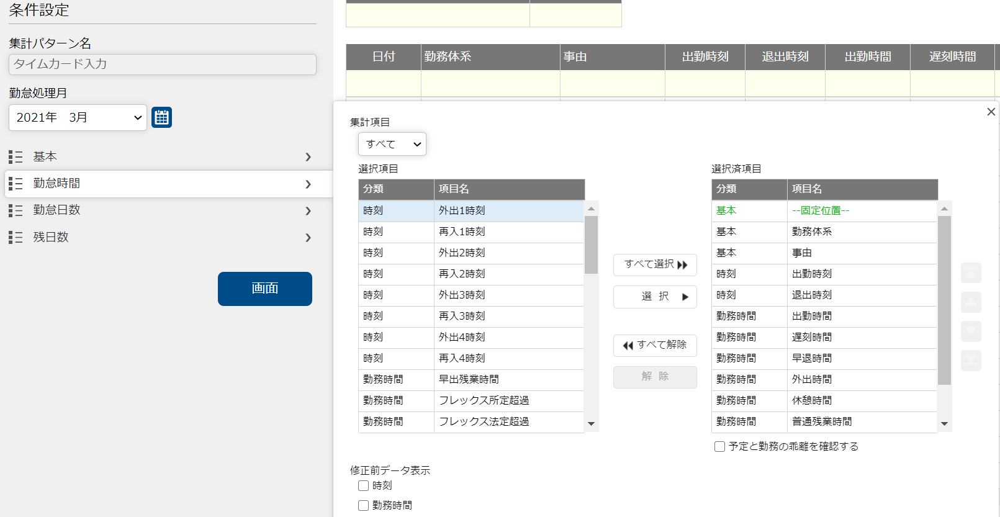 条件設定
集計パターン名
タイムカード入力
勤怠処理月
2021年　3月
基本
勤怠時間
勤怠日数
残日数
画面
日付 勤務体系 事由 出勤時刻 退出時刻 出勤時間 遅刻時間
集計項目
すべて
選択項目
分類 項目名
時刻 外出1時刻
時刻 再入1時刻
時刻 外出2時刻
時刻 再入2時刻
時刻 外出3時刻
時刻 再入3時刻
時刻 外出4時刻
時刻 再入4時刻
勤務時間 早出残業時間
勤務時間 フレックス所定超過
勤務時間 フレックス法定超過
すべて選択
選 択
すべて解除
解 除
選択済項目
分類 項目名
基本 --固定位置--
基本 勤務体系
基本 事由
時刻 出勤時刻
時刻 退出時刻
勤務時間 出勤時間
勤務時間 遅刻時間
勤務時間 早退時間
勤務時間 外出時間
勤務時間 休憩時間
勤務時間 普通残業時間
予定と勤務の乖離を確認する
修正前データ表示
時刻
勤務時間